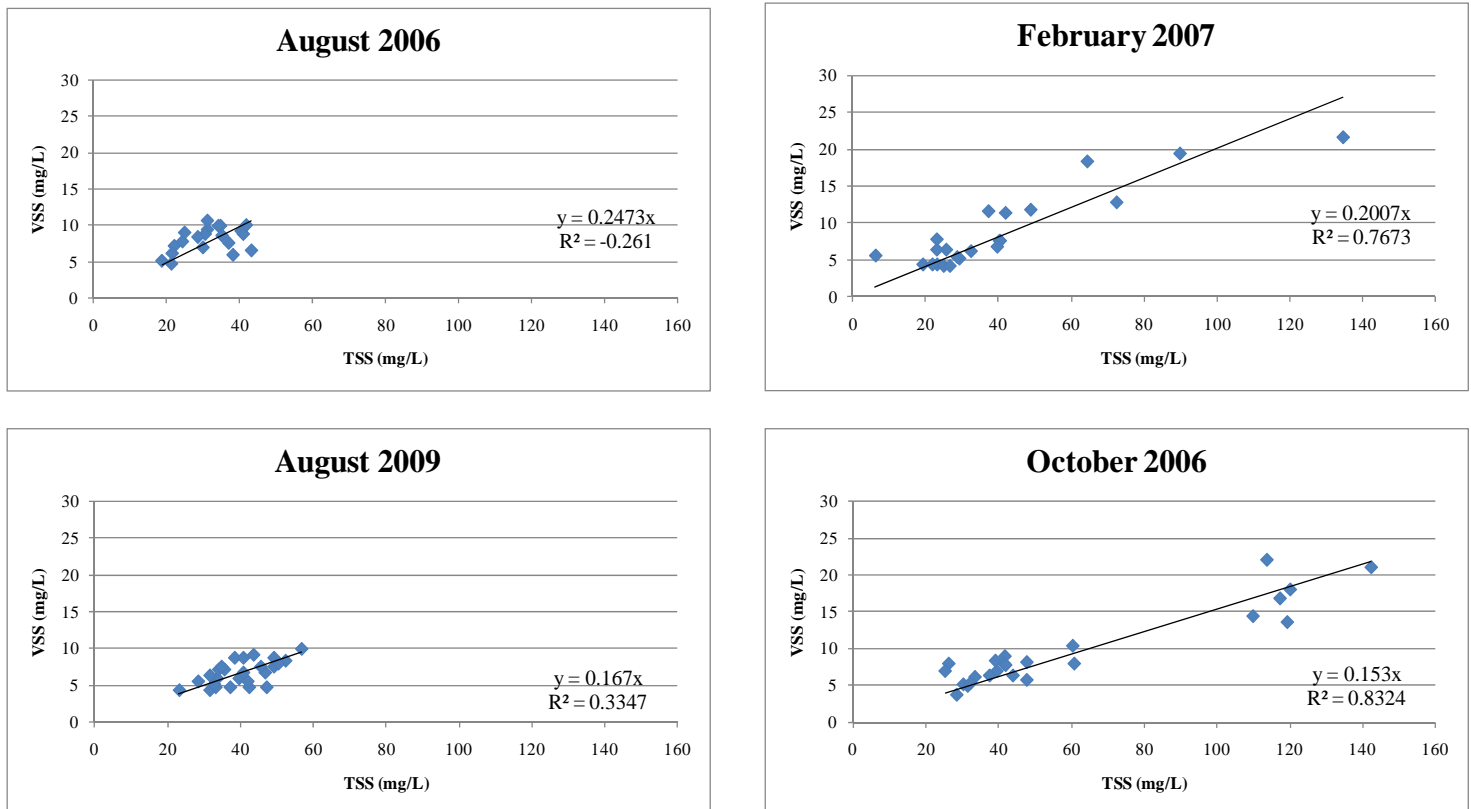 August 2006
30
25
20
15
10
5
0
VSS (mg/L)
y = 0.2473x
R² = -0.261
0 20 40 60 80 100 120 140 160
TSS (mg/L)
February 2007
30
25
20
15
10
5
0
VSS (mg/L)
y = 0.2007x
R² = 0.7673
0 20 40 60 80 100 120 140 160
TSS (mg/L)
August 2009
30
25
20
15
10
5
0
VSS (mg/L)
y = 0.167x
R² = 0.3347
0 20 40 60 80 100 120 140 160
TSS (mg/L)
October 2006
30
25
20
15
10
5
0
VSS (mg/L)
y = 0.153x
R² = 0.8324
0 20 40 60 80 100 120 140 160
TSS (mg/L)